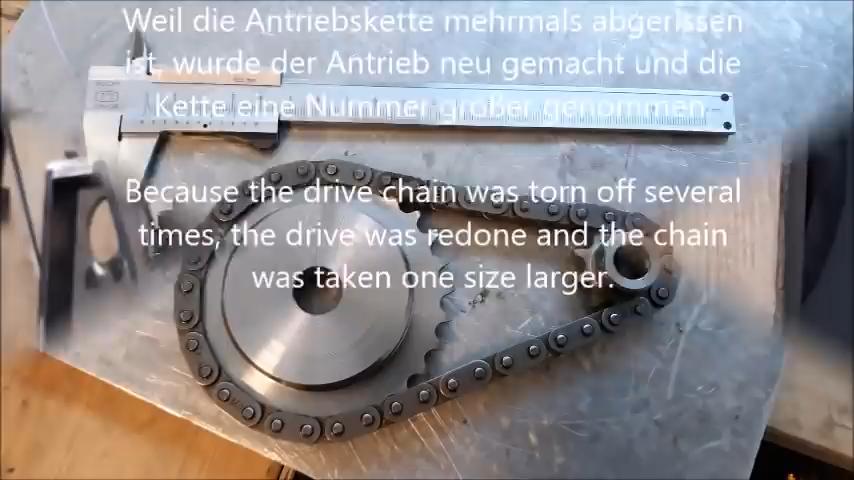 Weil die Antriebskette mehrmals abgerissen
ist, wurde der Antrieb neu gemacht und die
Kette eine Nummer größer genommen.
Because the drive chain was torn off several
times, the drive was redone and the chain
was taken one size larger.